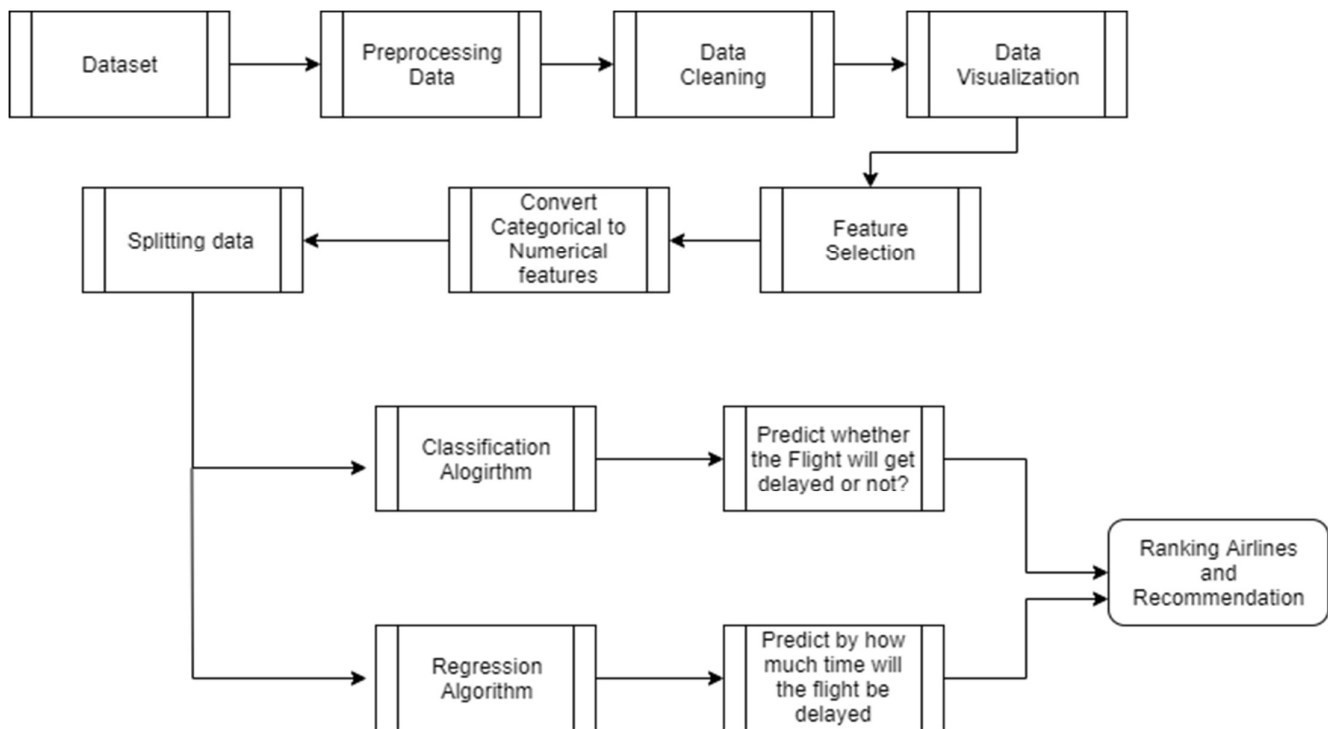 Dataset
Preprocessing
Data
Data
Cleaning
Data
Visualization
Splitting data
Convert
Categorical to
Numerical
features
Feature
Selection
Classification
Alogirthm
Predict whether
the Flight will get
delayed or not?
Ranking Airlines
and
Recommendation
Regression
Algorithm
Predict by how
much time will
the flight be
delayed